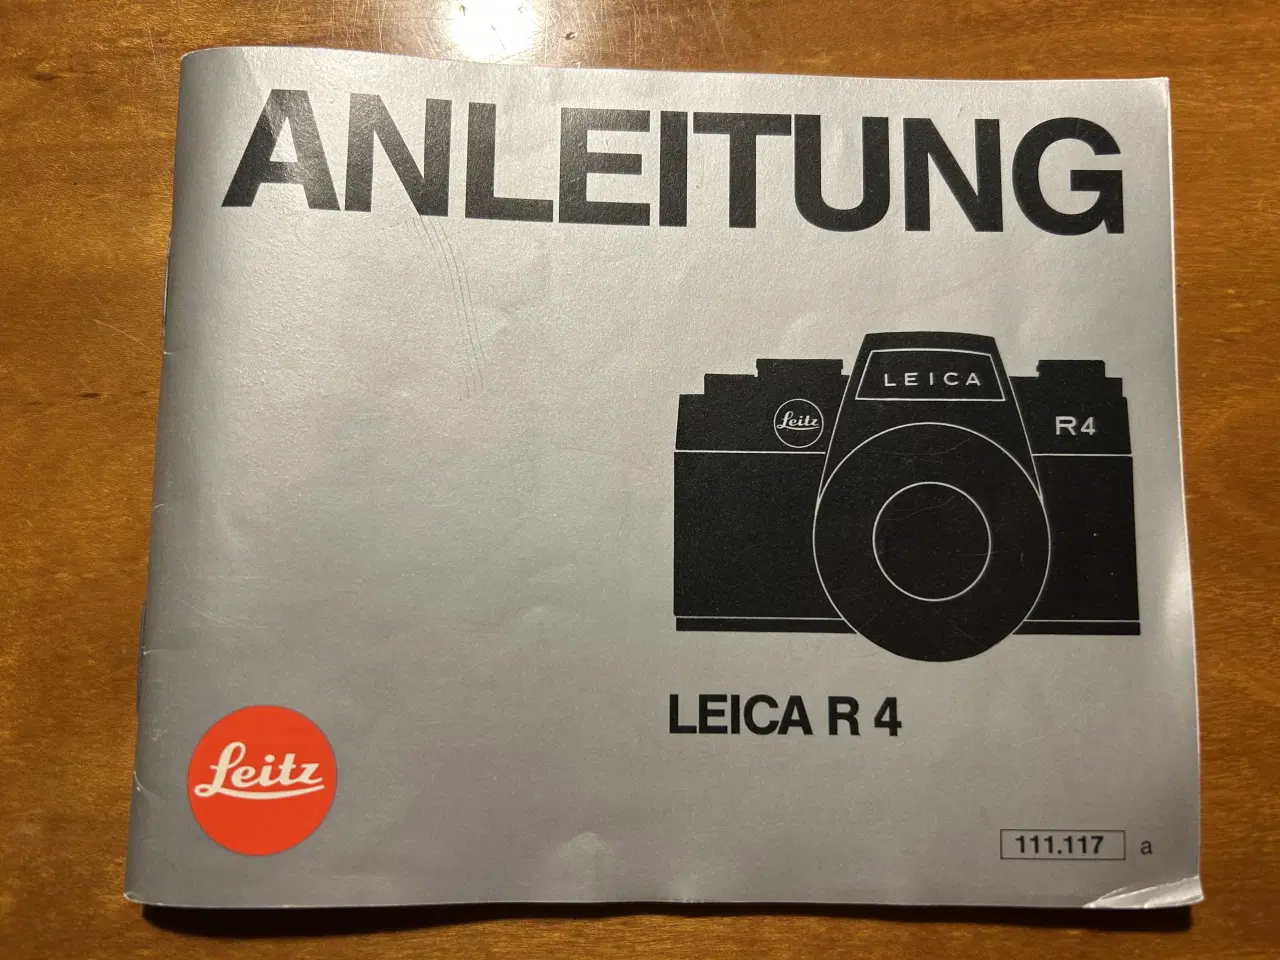 ANLEITUNG
LEICA
Leitz
R4
LEICA R 4
Leitz
111.117 a